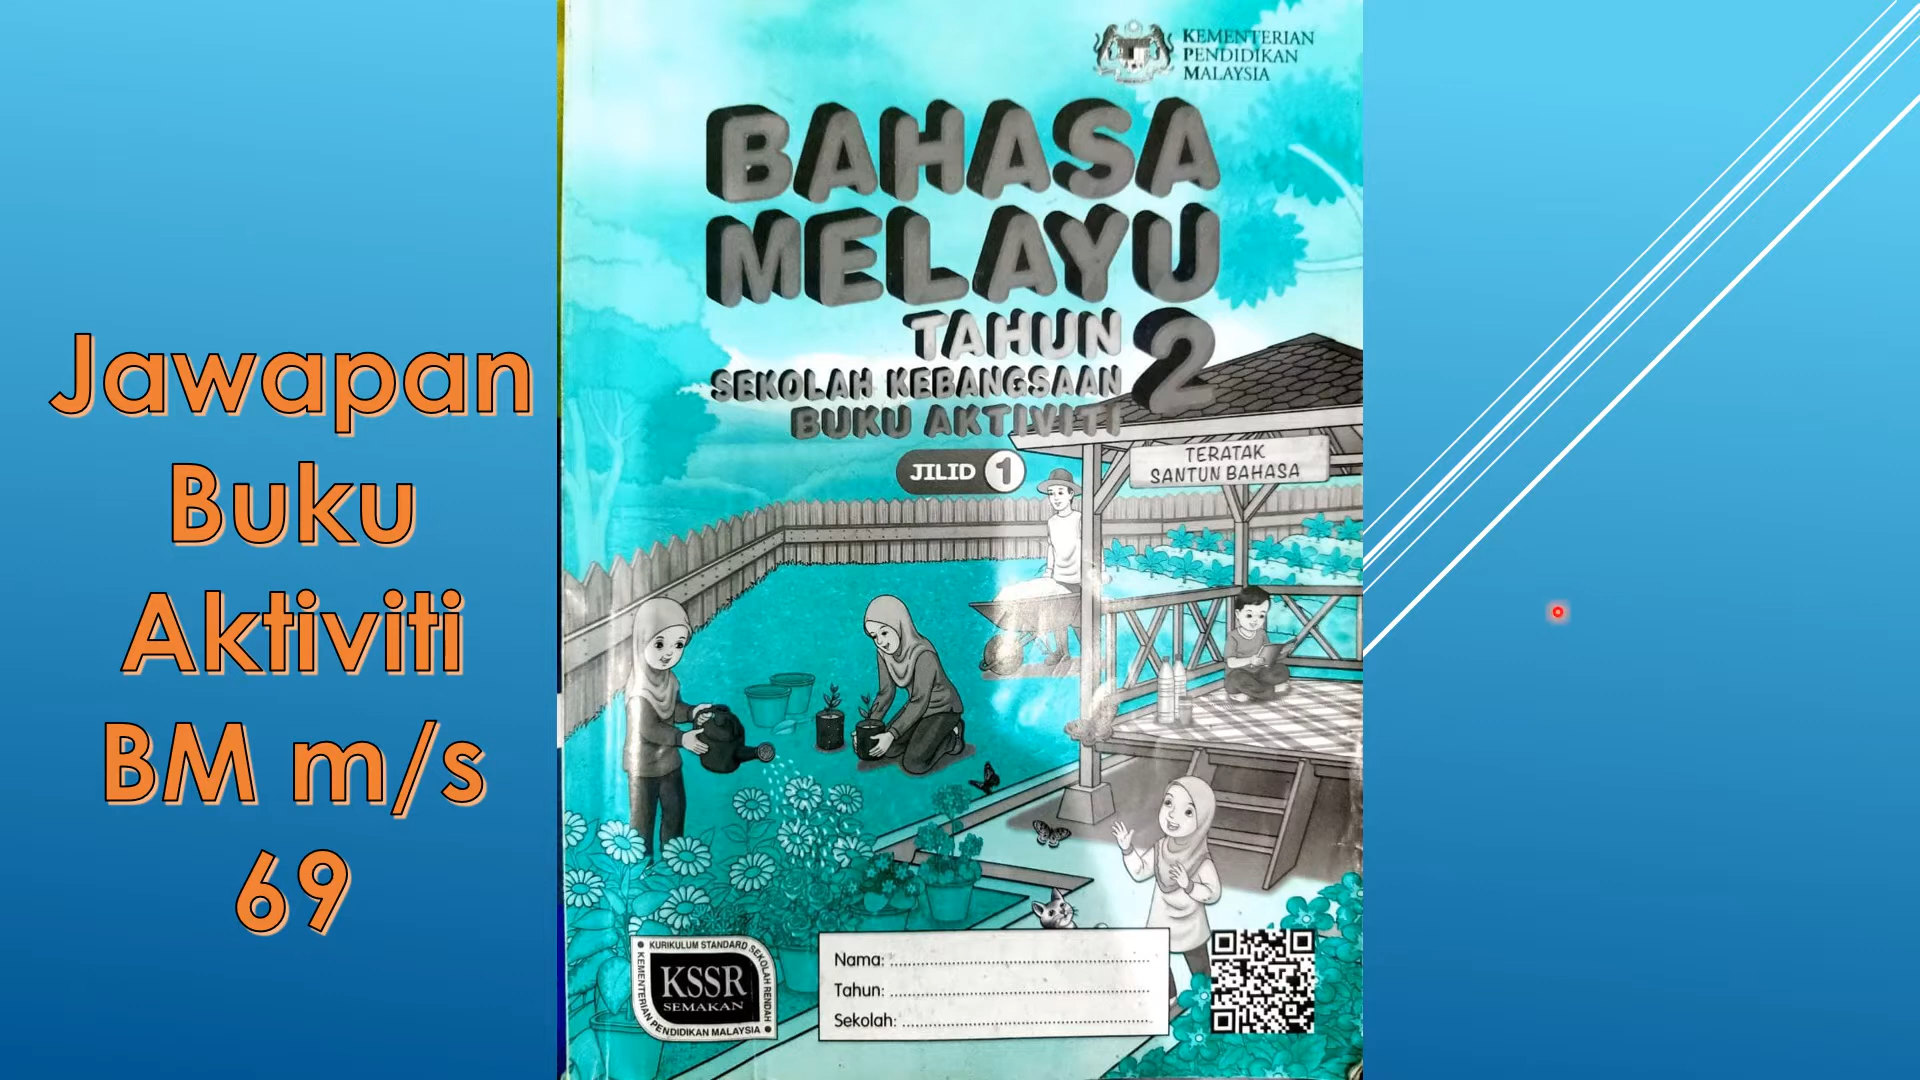 Jawapan
Buku
Aktiviti
BM m/s
69
KEMENTERIAN
PENDIDIKAN
MALAYSIA
BAHASA
MELAYU
TAHUN 2
SEKOLAH KEBANGSAAN
BUKU AKTIVITI
JILID 1
TERATAK
SANTUN BAHASA
KURIKULUM STANDARD SEKOLAH RENDAH
KSSR
SEMAKAN
KEMENTERIAN PENDIDIKAN MALAYSIA
Nama:
Tahun:
Sekolah: